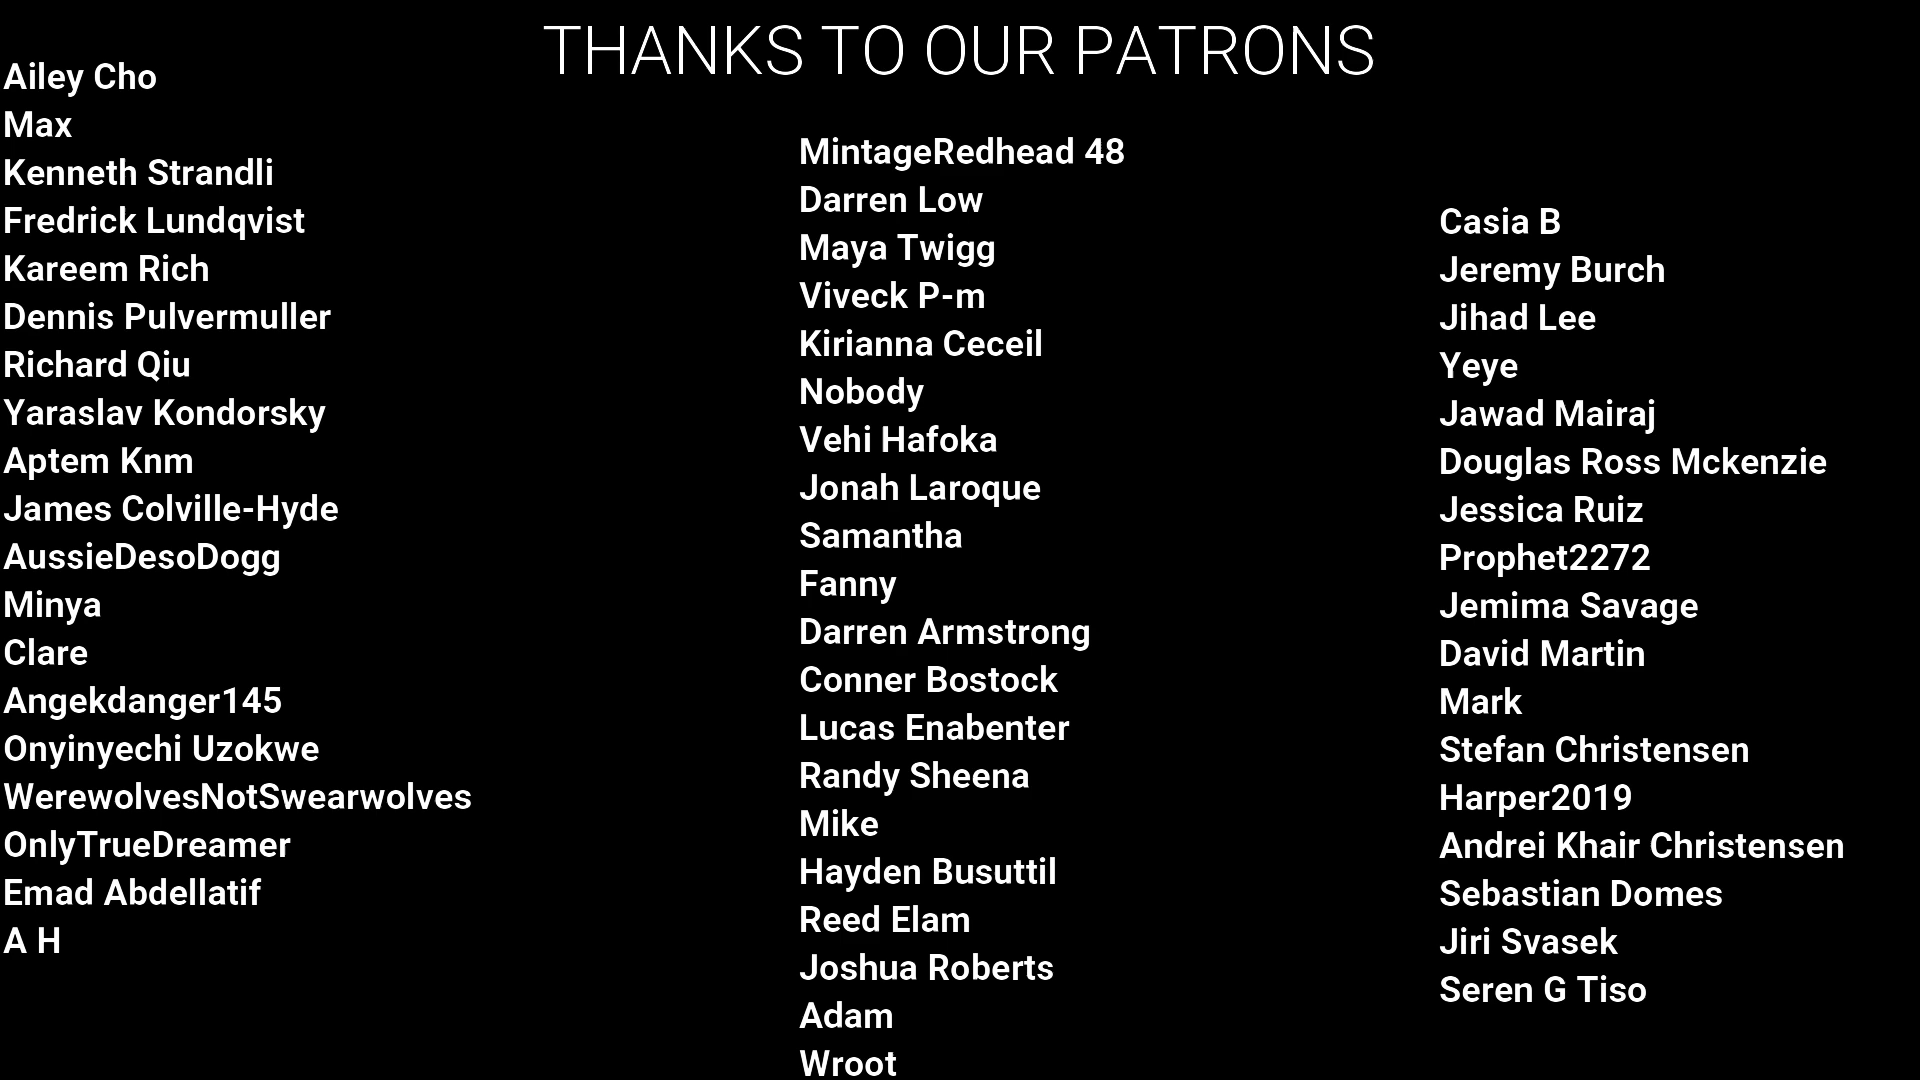 THANKS TO OUR PATRONS
Ailey Cho
Max
Kenneth Strandli
Fredrick Lundqvist
Kareem Rich
Dennis Pulvermuller
Richard Qiu
Yaraslav Kondorsky
Aptem Knm
James Colville-Hyde
AussieDesoDogg
Minya
Clare
Angekdanger145
Onyinyechi Uzokwe
WerewolvesNotSwearwolves
OnlyTrueDreamer
Emad Abdellatif
A H
MintageRedhead 48
Darren Low
Maya Twigg
Viveck P-m
Kirianna Ceceil
Nobody
Vehi Hafoka
Jonah Laroque
Samantha
Fanny
Darren Armstrong
Conner Bostock
Lucas Enabenter
Randy Sheena
Mike
Hayden Busuttil
Reed Elam
Joshua Roberts
Adam
Wroot
Casia B
Jeremy Burch
Jihad Lee
Yeye
Jawad Mairaj
Douglas Ross Mckenzie
Jessica Ruiz
Prophet2272
Jemima Savage
David Martin
Mark
Stefan Christensen
Harper2019
Andrei Khair Christensen
Sebastian Domes
Jiri Svasek
Seren G Tiso